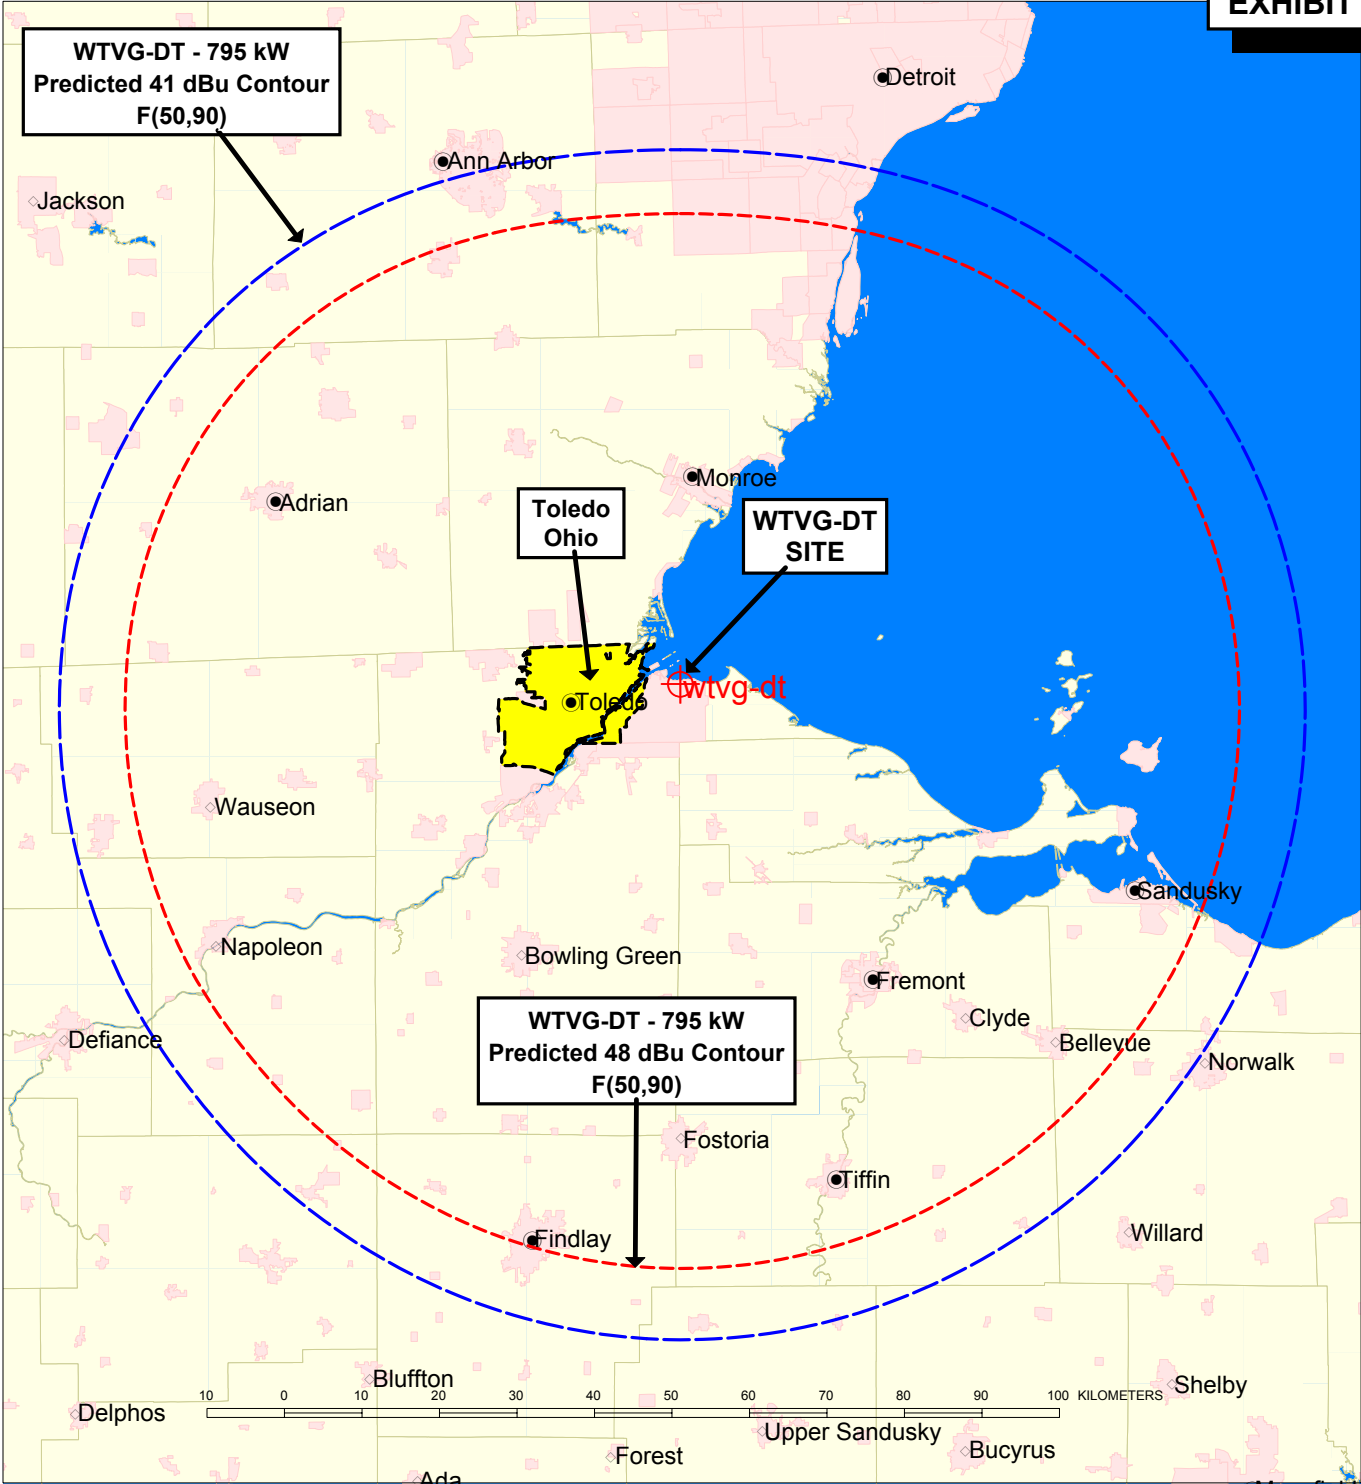 EXHIBIT
WTVG-DT - 795 kW
Predicted 41 dBu Contour
F(50,90)
Detroit
Ann Arbor
Jackson
Monroe
Adrian
Toledo
Ohio
WTVG-DT
SITE
wtvg-dt
Toledo
Wauseon
Sandusky
Napoleon
Bowling Green
Fremont
Clyde
Defiance
Bellevue
Norwalk
WTVG-DT - 795 kW
Predicted 48 dBu Contour
F(50,90)
Fostoria
Tiffin
Findlay
Willard
Bluffton
Shelby
10 0 10 20 30 40 50 60 70 80 90 100 KILOMETERS
Delphos
Upper Sandusky
Bucyrus
Forest
Ada